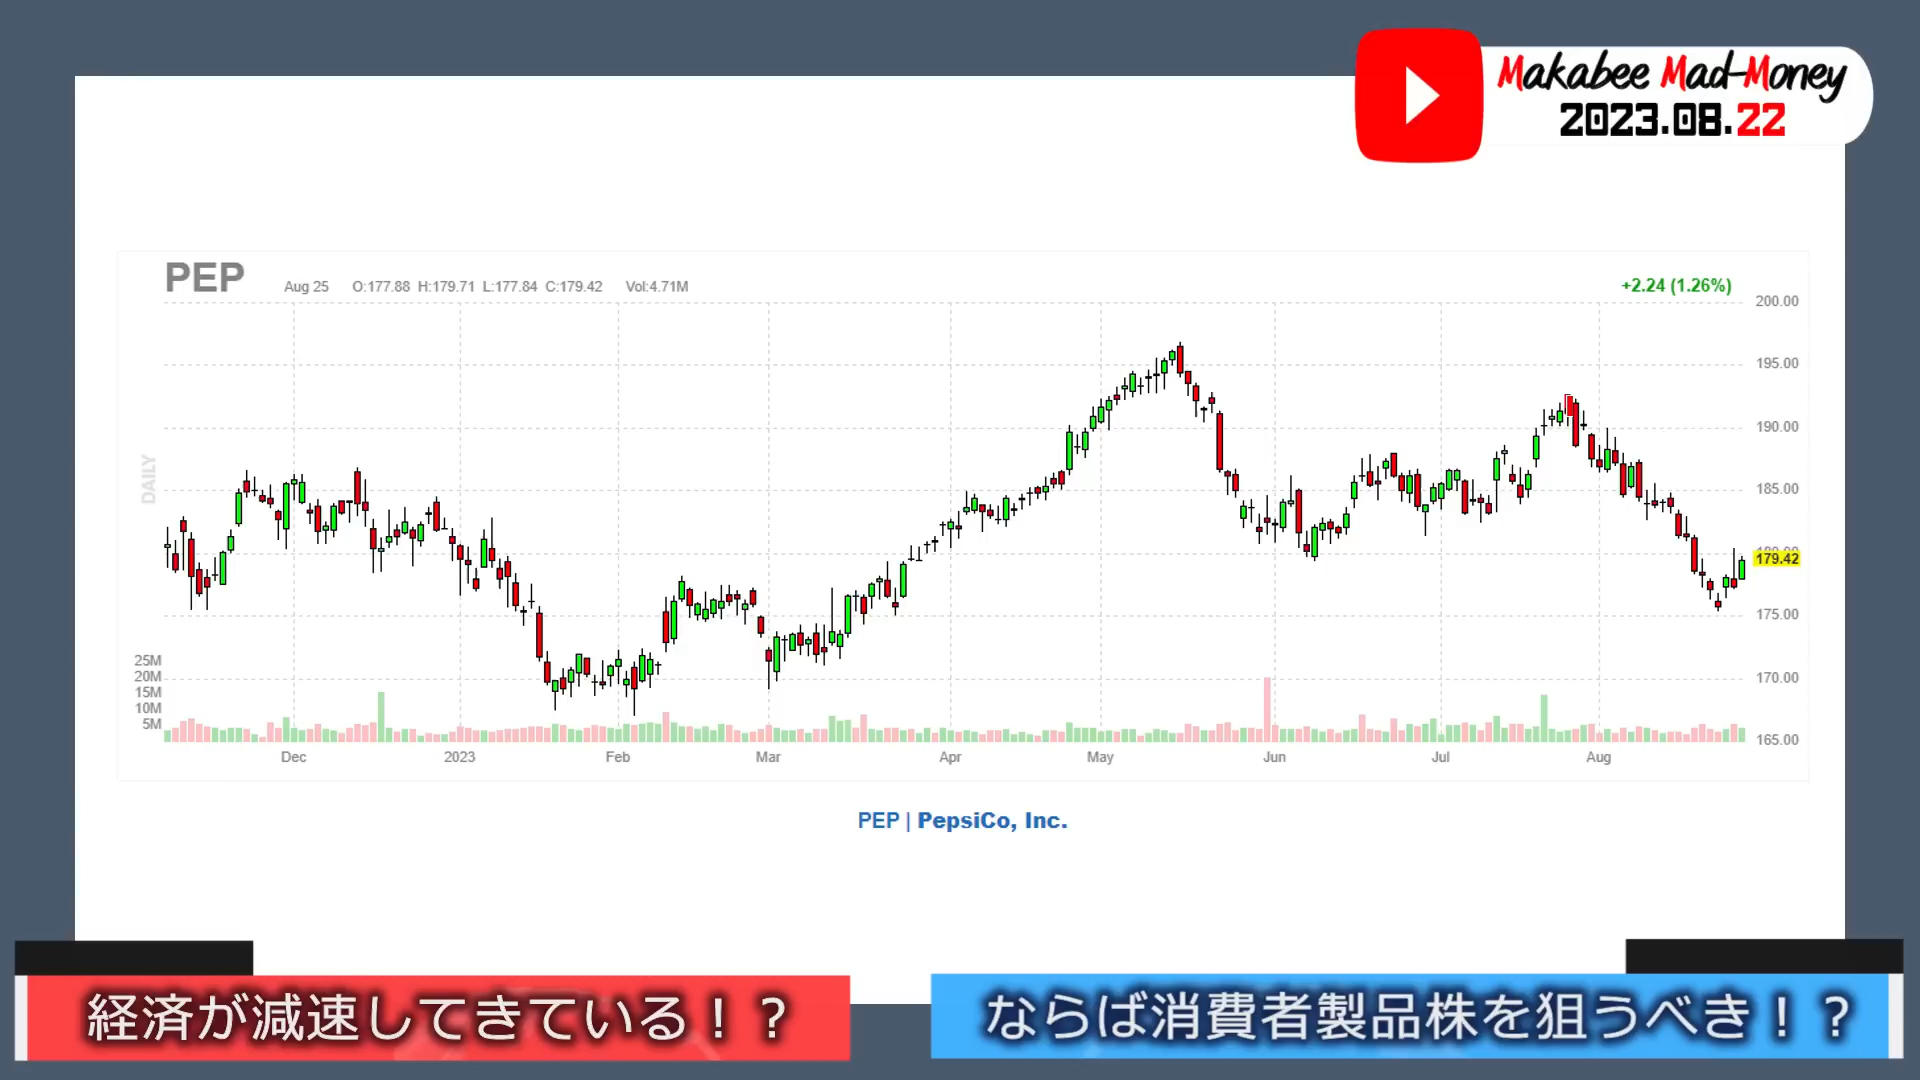 Makabee Mad-Money
2023.08.22
PEP Aug 25 O:177.88 H:179.71 L:177.84 C:179.42 Vol:4.71M +2.24 (1.26%)
200.00
195.00
190.00
185.00
179.42
175.00
170.00
165.00
DAILY
25M
20M
15M
10M
5M
Dec 2023 Feb Mar Apr May Jun Jul Aug
PEP | PepsiCo, Inc.
経済が減速してきている！？
ならば消費者製品株を狙うべき！？